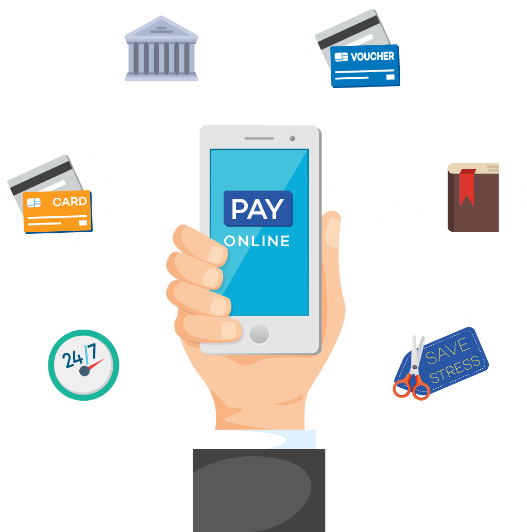 VOUCHER
CARD
PAY
ONLINE
24/7
SAVE
STRESS